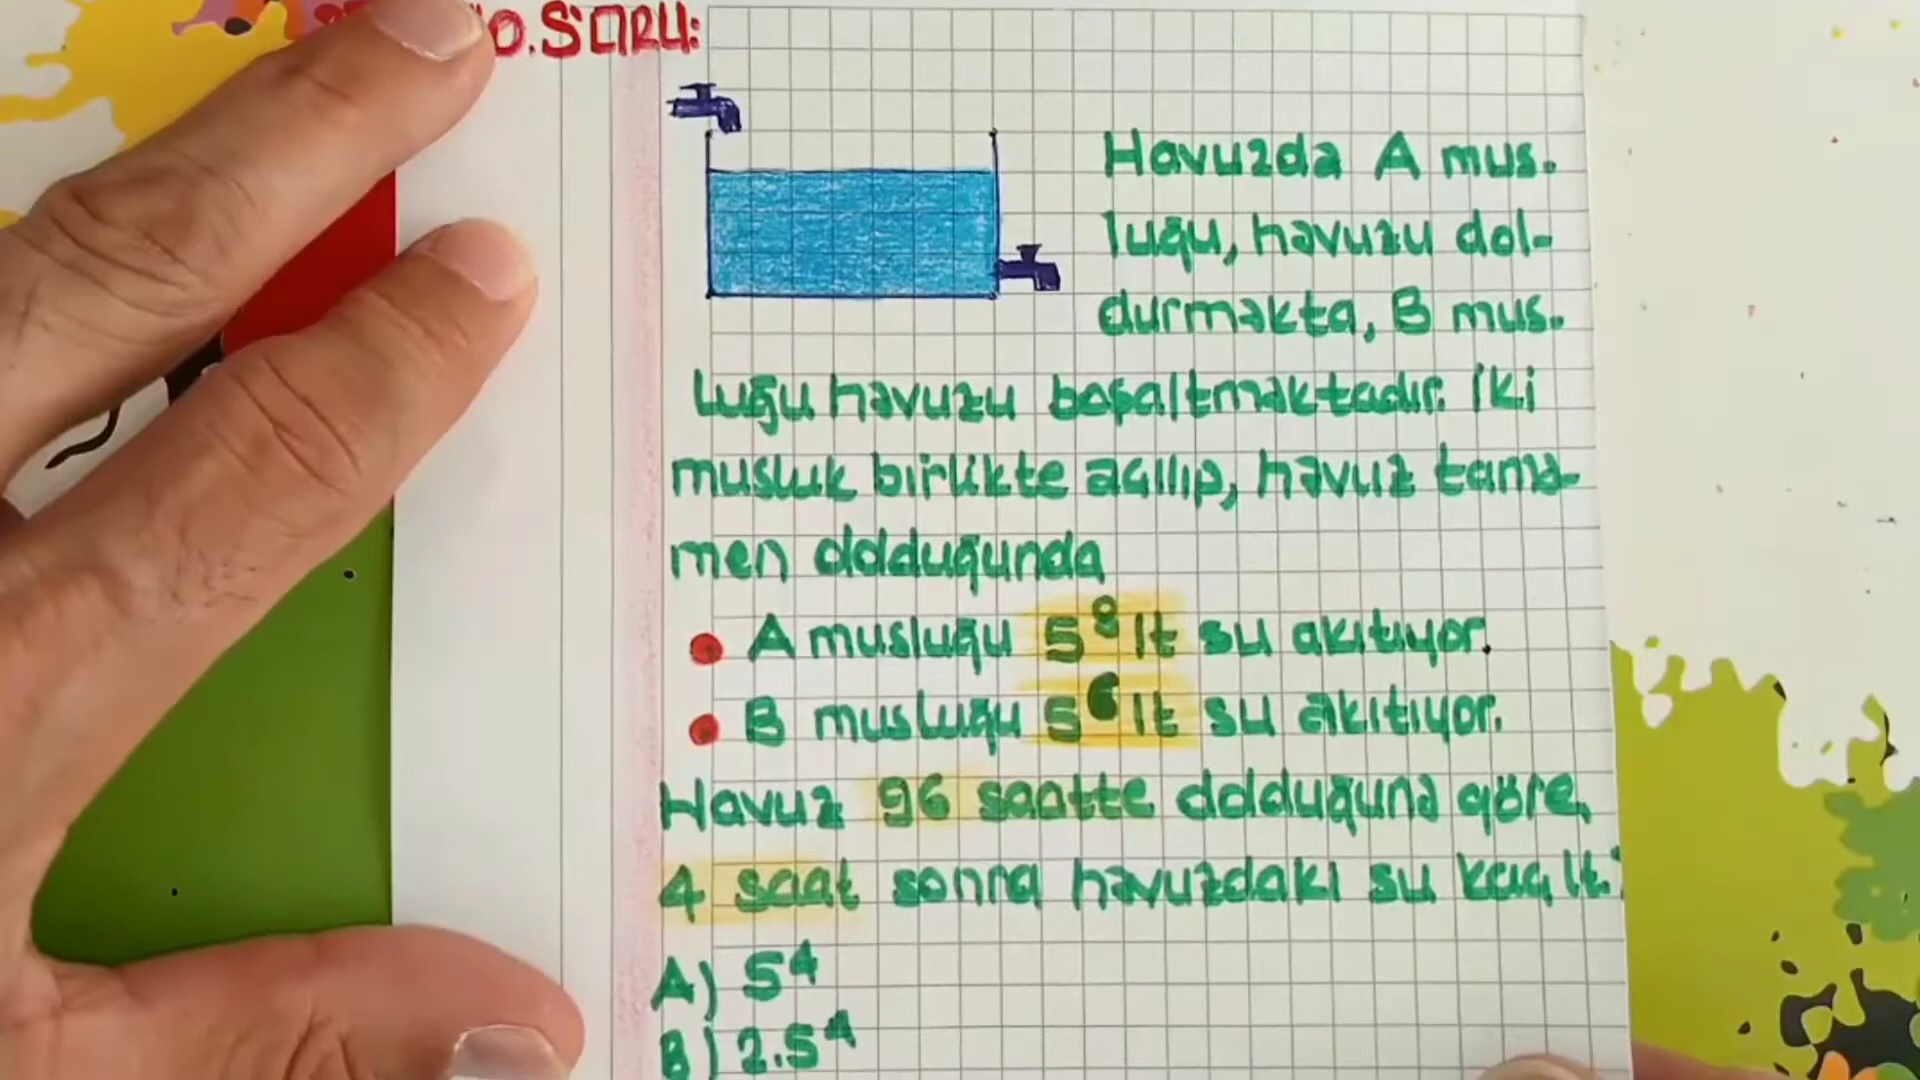 0.SORU:
Havuzda A mus-
luğu, havuzu dol-
durmakta, B mus-
luğu havuzu boşaltmaktadır. İki
musluk birlikte açılıp, havuz tama-
men dolduğunda
• A musluğu 5⁸ lt su akıtıyor.
• B musluğu 5⁶ lt su akıtıyor.
Havuz 96 saatte dolduğuna göre,
4 saat sonra havuzdaki su kaç lt.?
A) 5⁴
B) 2.5⁴